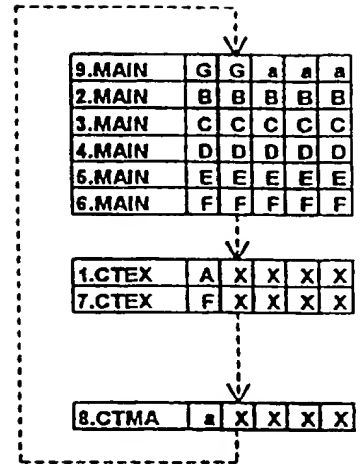 9.MAIN G G a a a
2.MAIN B B B B B
3.MAIN C C C C C
4.MAIN D D D D D
5.MAIN E E E E E
6.MAIN F F F F F
1.CTEX A X X X X
7.CTEX F X X X X
8.CTMA a X X X X